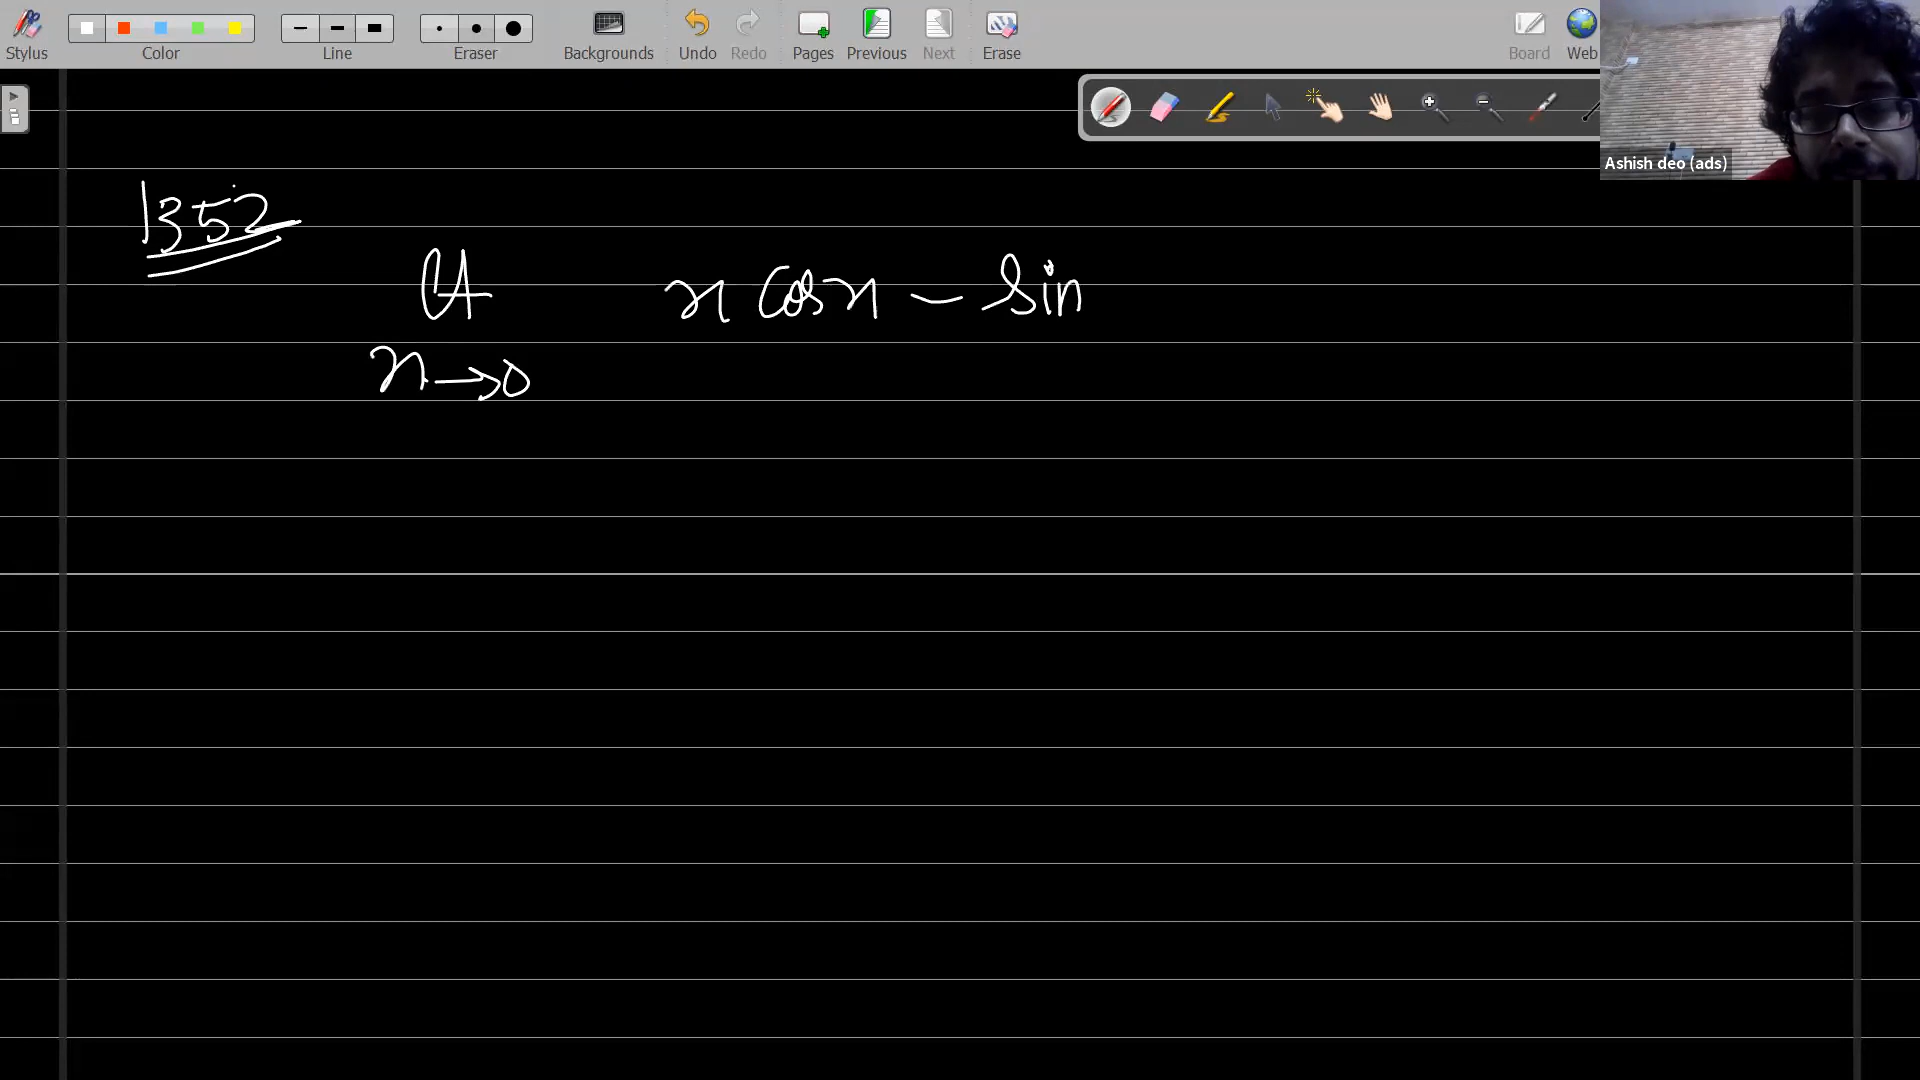 Stylus Color Line Eraser Backgrounds Undo Redo Pages Previous Next Erase Board Web
Ashish deo (ads)
1352
Lt x cosx - Sin
x→0